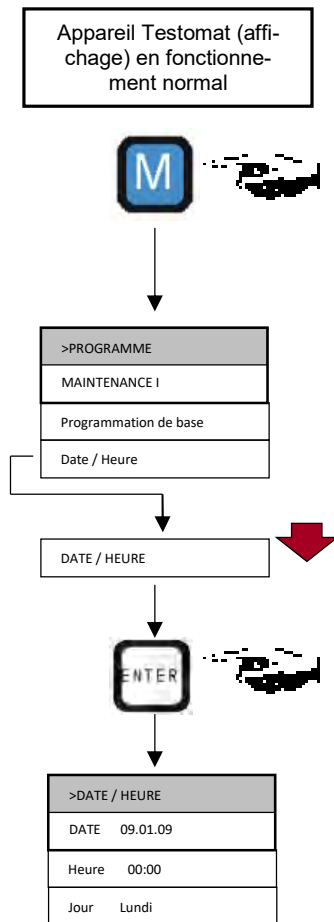 Appareil Testomat (affi-
chage) en fonctionne-
ment normal
M
>PROGRAMME
MAINTENANCE I
Programmation de base
Date / Heure
DATE / HEURE
ENTER
>DATE / HEURE
DATE 09.01.09
Heure 00:00
Jour Lundi